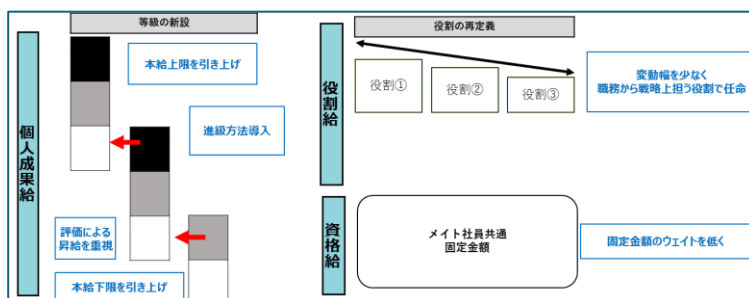 等級の新設
個人成果給
本給上限を引き上げ
進級方法導入
評価による
昇給を重視
本給下限を引き上げ
役割の再定義
役割給
役割①
役割②
役割③
変動幅を少なく
職務から戦略上担う役割で任命
資格給
メイト社員共通
固定金額
固定金額のウェイトを低く